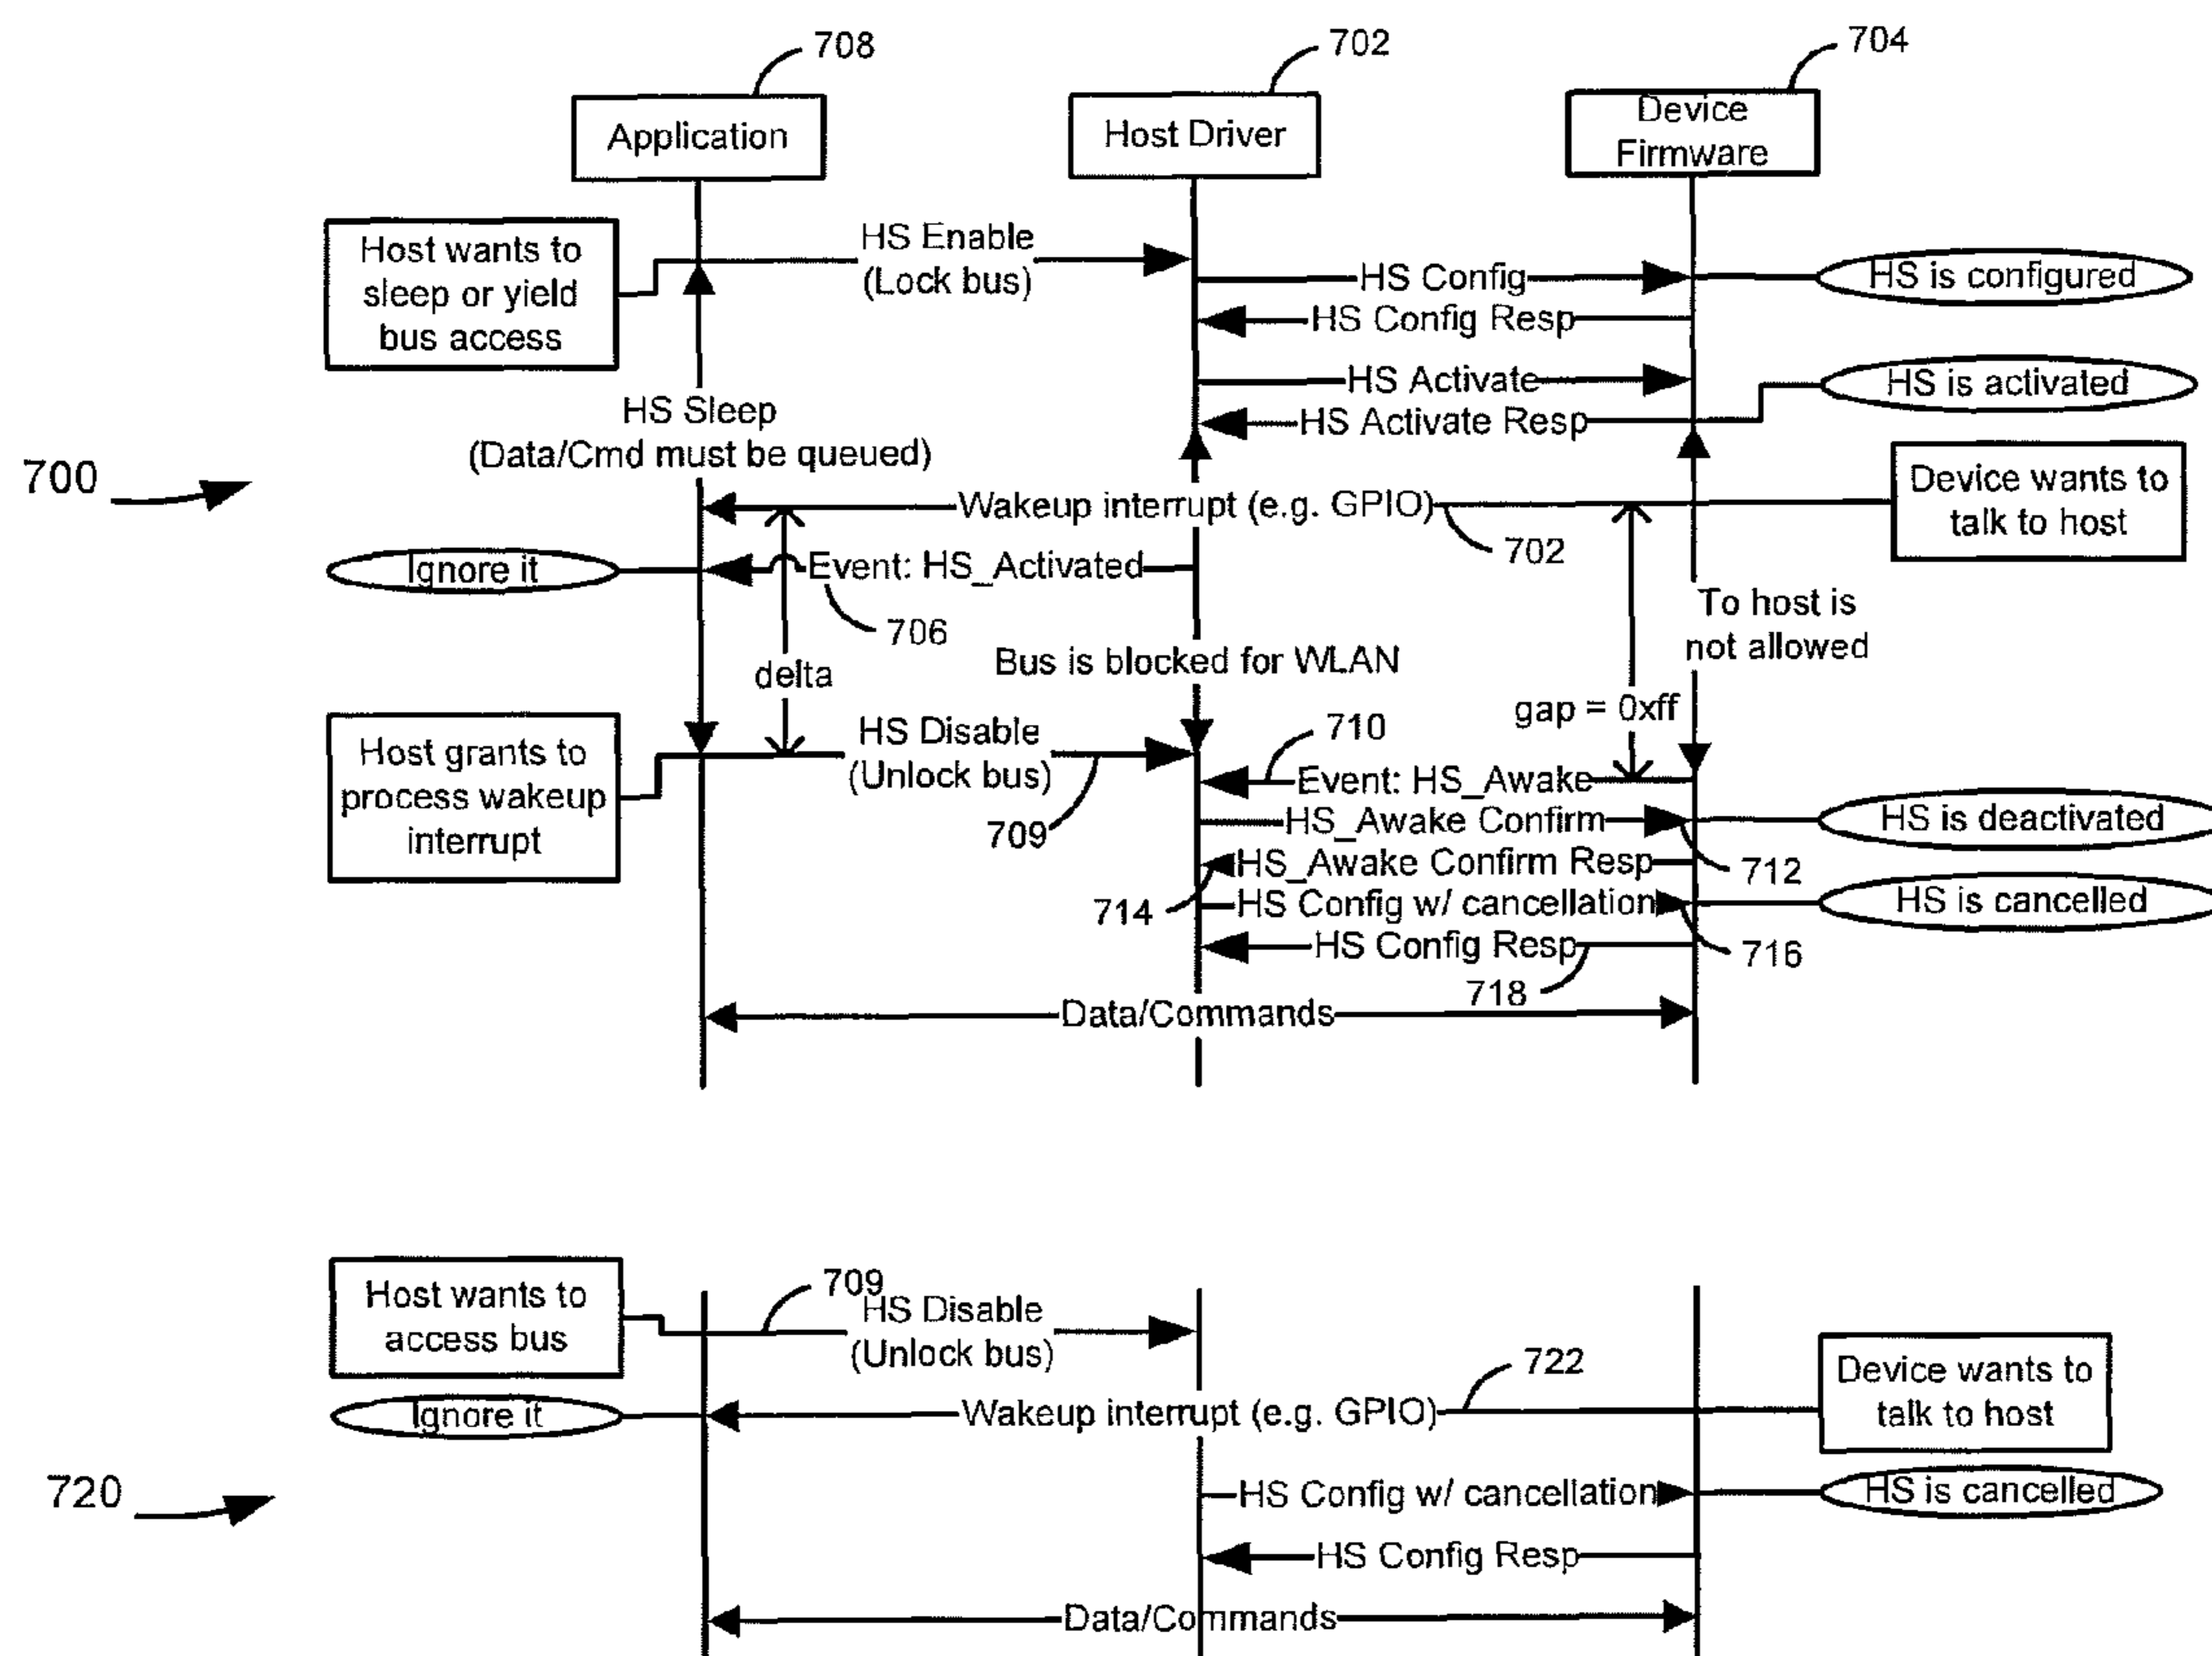 708
702
704
Application
Host Driver
Device
Firmware
Host wants to
sleep or yield
bus access
HS Enable
(Lock bus)
HS Config
HS is configured
HS Config Resp
HS Activate
HS is activated
HS Activate Resp
HS Sleep
(Data/Cmd must be queued)
700
Wakeup interrupt (e.g. GPIO)
702
Device wants to
talk to host
Ignore it
Event: HS_Activated
706
To host is
not allowed
delta
Bus is blocked for WLAN
gap = 0xff
Host grants to
process wakeup
interrupt
HS Disable
(Unlock bus)
709
710
Event: HS_Awake
HS_Awake Confirm
712
HS is deactivated
HS_Awake Confirm Resp
714
HS Config w/ cancellation
716
HS is cancelled
HS Config Resp
718
Data/Commands
Host wants to
access bus
709
HS Disable
(Unlock bus)
722
Device wants to
talk to host
Ignore it
Wakeup interrupt (e.g. GPIO)
720
HS Config w/ cancellation
HS is cancelled
HS Config Resp
Data/Commands